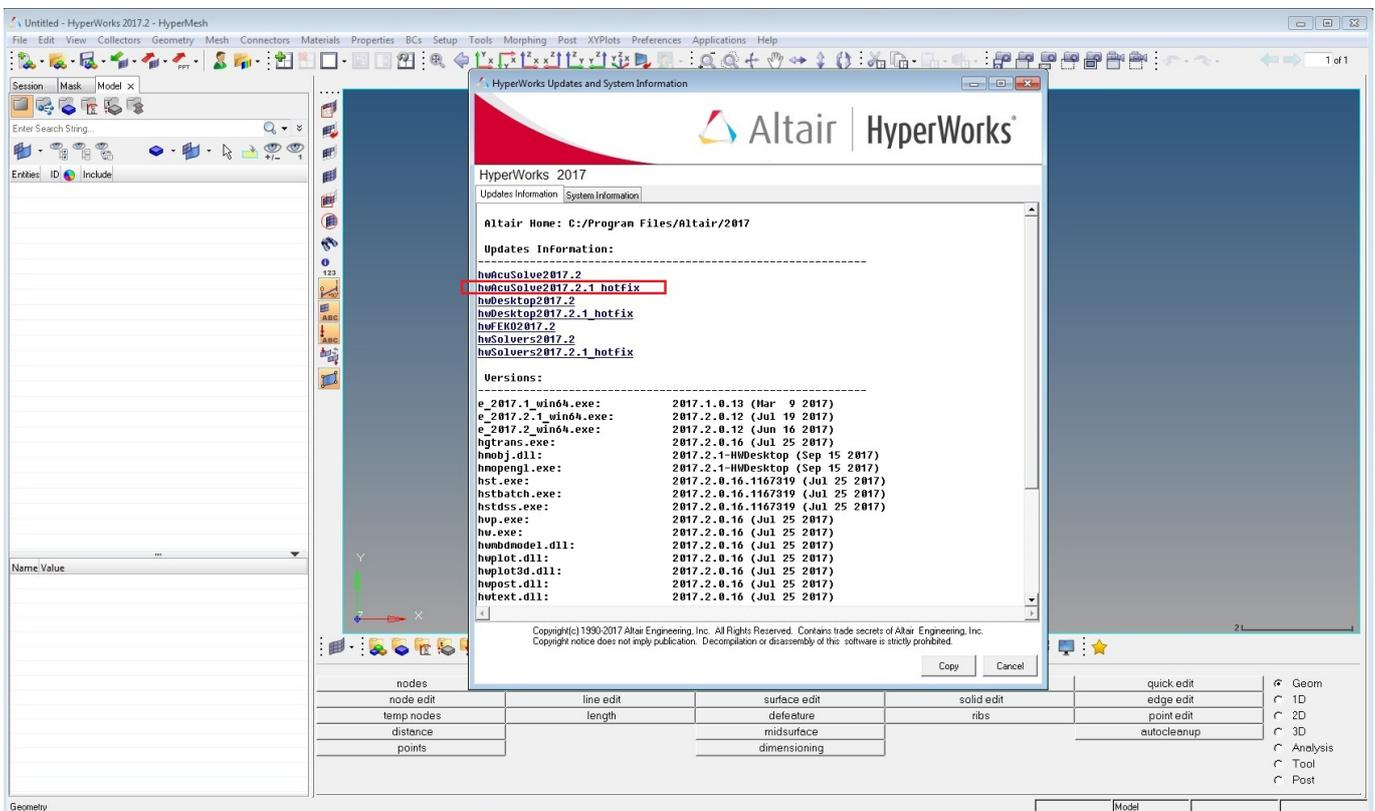 Untitled - HyperWorks 2017.2 - HyperMesh
File Edit View Collectors Geometry Mesh Connectors Materials Properties BCs Setup Tools Morphing Post XYPlots Preferences Applications Help
1 of 1
Session Mask Model x
Enter Search String...
Entities ID Include
Name Value
123
ABC
ABC
HyperWorks Updates and System Information
Altair | HyperWorks
HyperWorks 2017
Updates Information System Information
Altair Home: C:/Program Files/Altair/2017
Updates Information:
--------------------------------------------------------
hwAcuSolve2017.2
hwAcuSolve2017.2.1_hotfix
hwDesktop2017.2
hwDesktop2017.2.1_hotfix
hwFEKO2017.2
hwSolvers2017.2
hwSolvers2017.2.1_hotfix
Versions:
--------------------------------------------------------
e_2017.1_win64.exe: 2017.1.0.13 (Mar 9 2017)
e_2017.2.1_win64.exe: 2017.2.0.12 (Jul 19 2017)
e_2017.2_win64.exe: 2017.2.0.12 (Jun 16 2017)
hgtrans.exe: 2017.2.0.16 (Jul 25 2017)
hmobj.dll: 2017.2.1-HWDesktop (Sep 15 2017)
hmopengl.exe: 2017.2.1-HWDesktop (Sep 15 2017)
hst.exe: 2017.2.0.16.1167319 (Jul 25 2017)
hstbatch.exe: 2017.2.0.16.1167319 (Jul 25 2017)
hstdss.exe: 2017.2.0.16.1167319 (Jul 25 2017)
hvp.exe: 2017.2.0.16 (Jul 25 2017)
hw.exe: 2017.2.0.16 (Jul 25 2017)
hwmbdmodel.dll: 2017.2.0.16 (Jul 25 2017)
hwplot.dll: 2017.2.0.16 (Jul 25 2017)
hwplot3d.dll: 2017.2.0.16 (Jul 25 2017)
hwpost.dll: 2017.2.0.16 (Jul 25 2017)
hwtext.dll: 2017.2.0.16 (Jul 25 2017)
Copyright(c) 1990-2017 Altair Engineering, Inc. All Rights Reserved. Contains trade secrets of Altair Engineering, Inc.
Copyright notice does not imply publication. Decompilation or disassembly of this software is strictly prohibited.
Copy Cancel
Y
Z X
nodes quick edit Geom
node edit line edit surface edit solid edit edge edit 1D
temp nodes length defeature ribs point edit 2D
distance midsurface autocleanup 3D
points dimensioning Analysis
Tool
Post
Geometry Model